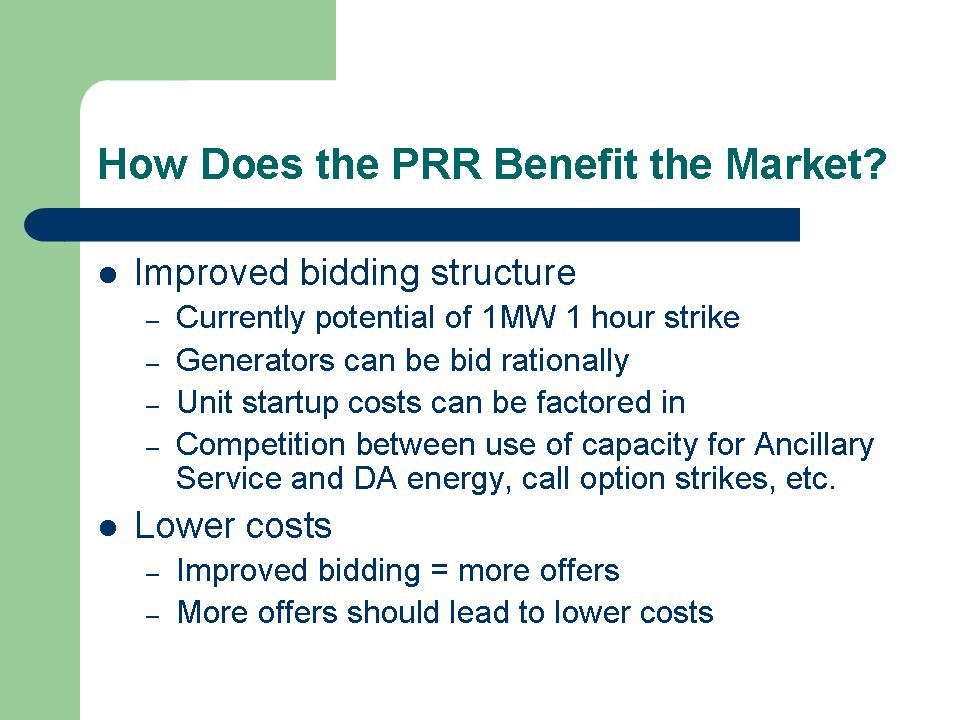 How Does the PRR Benefit the Market?
● Improved bidding structure
– Currently potential of 1MW 1 hour strike
– Generators can be bid rationally
– Unit startup costs can be factored in
– Competition between use of capacity for Ancillary
Service and DA energy, call option strikes, etc.
● Lower costs
– Improved bidding = more offers
– More offers should lead to lower costs